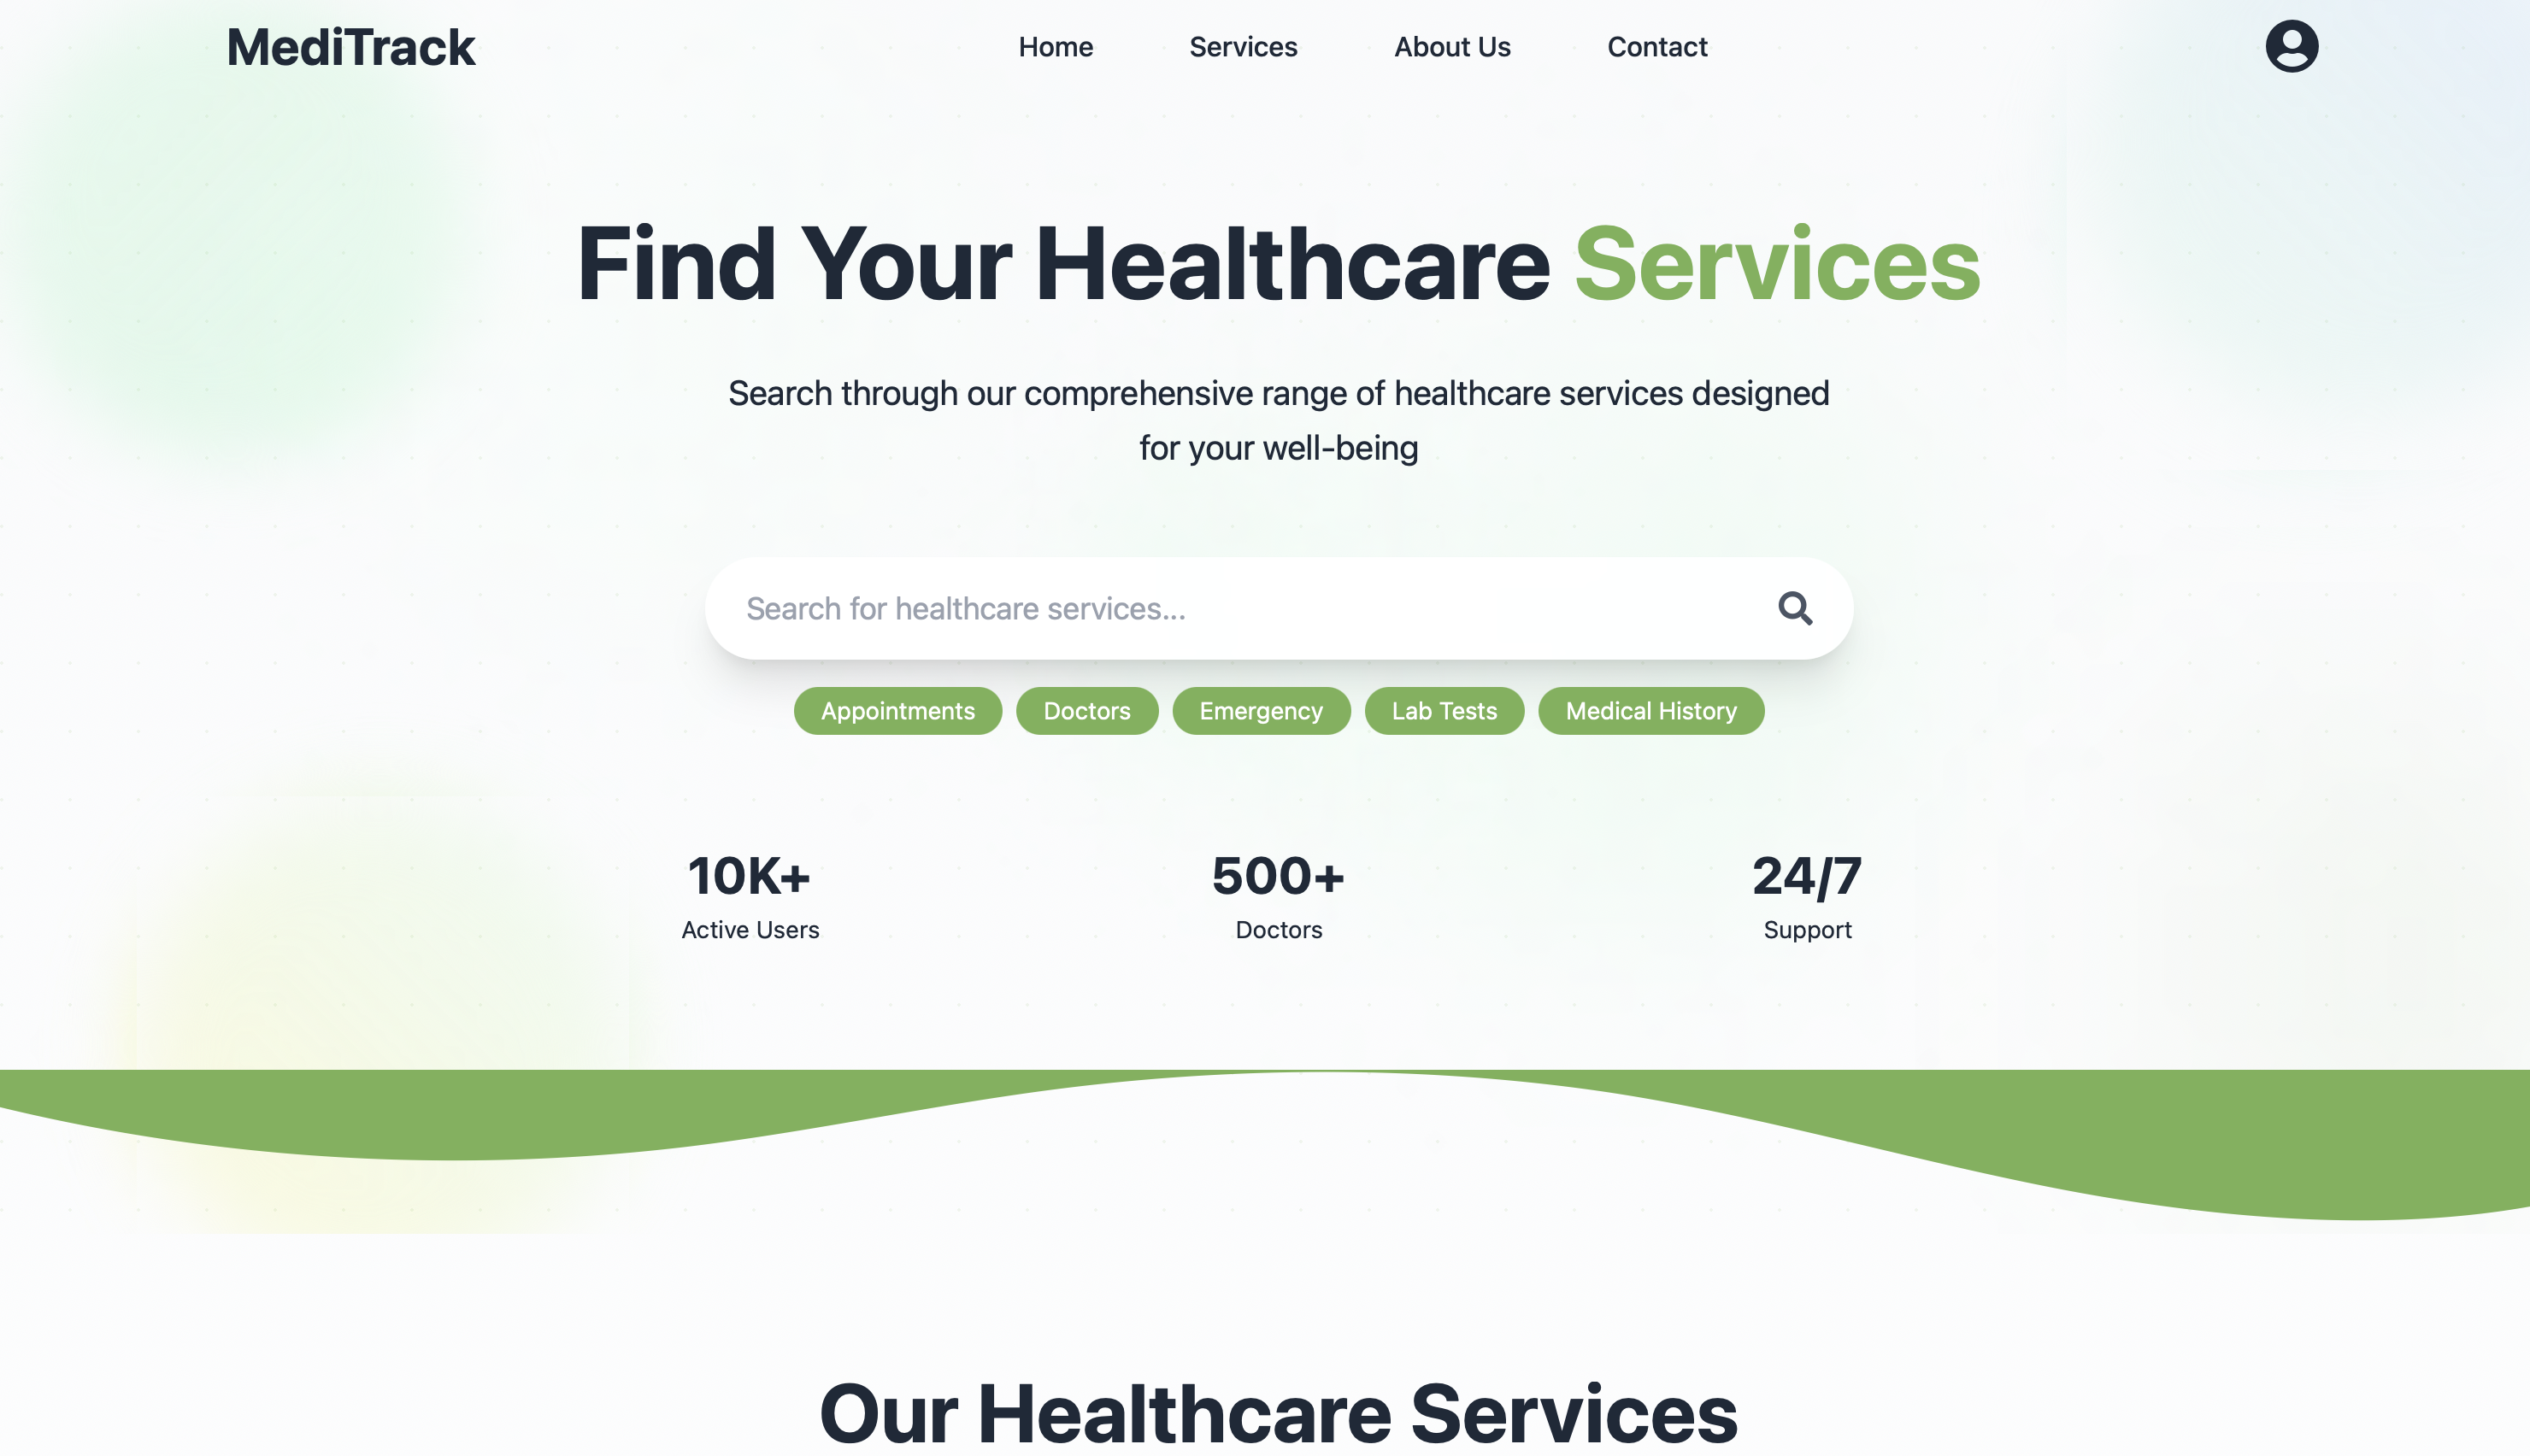 MediTrack
Home
Services
About Us
Contact
Find Your Healthcare Services
Search through our comprehensive range of healthcare services designed
for your well-being
Search for healthcare services...
Appointments
Doctors
Emergency
Lab Tests
Medical History
10K+
Active Users
500+
Doctors
24/7
Support
Our Healthcare Services